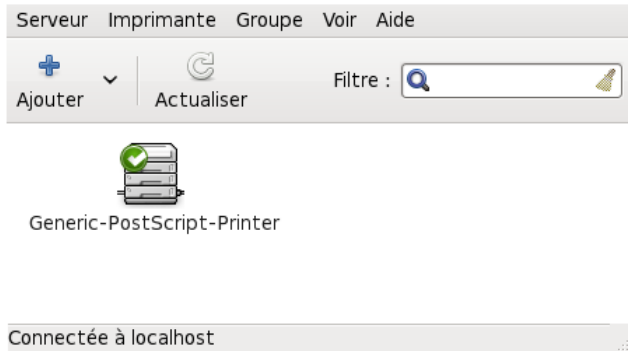 Serveur Imprimante Groupe Voir Aide
Ajouter Actualiser Filtre :
Generic-PostScript-Printer
Connectée à localhost